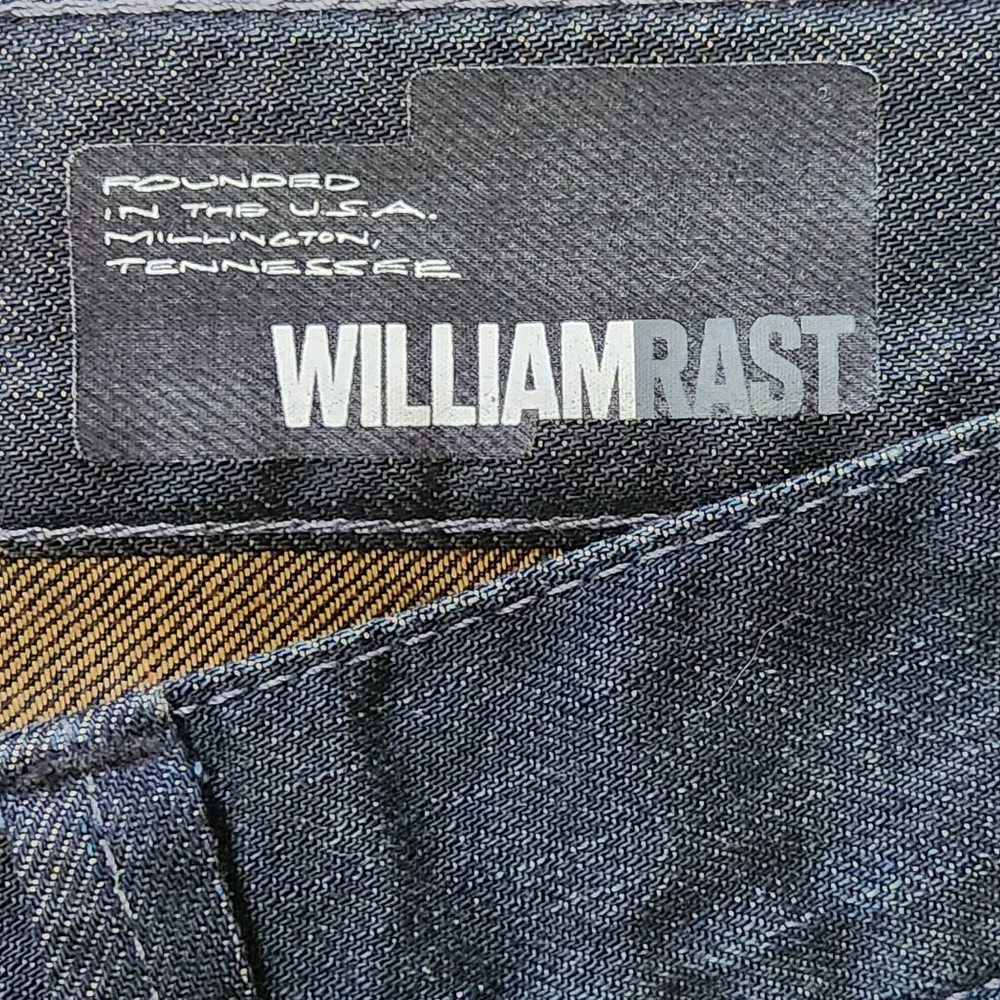 FOUNDED
IN THE U.S.A.
MILLINGTON,
TENNESSEE
WILLIAMRAST